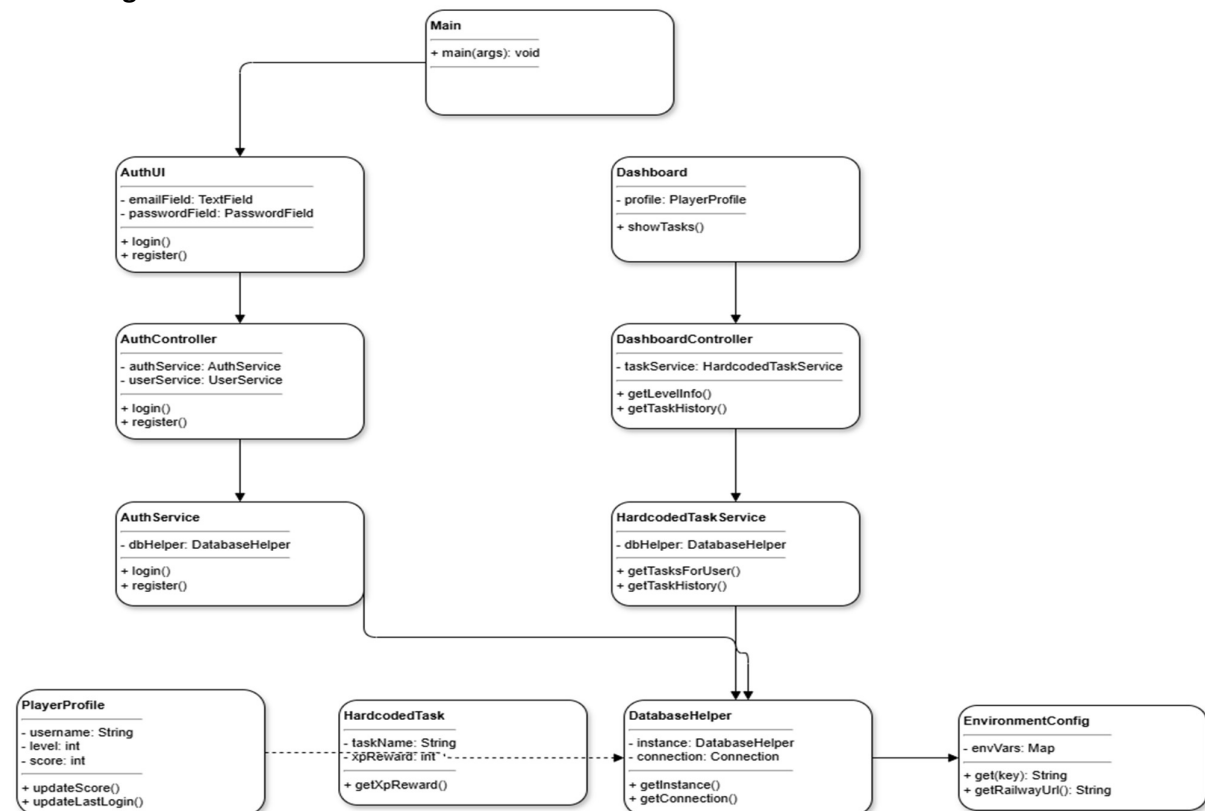 Main
+ main(args): void
AuthUI
- emailField: TextField
- passwordField: PasswordField
+ login()
+ register()
Dashboard
- profile: PlayerProfile
+ showTasks()
AuthController
- authService: AuthService
- userService: UserService
+ login()
+ register()
DashboardController
- taskService: HardcodedTaskService
+ getLevelInfo()
+ getTaskHistory()
AuthService
- dbHelper: DatabaseHelper
+ login()
+ register()
HardcodedTaskService
- dbHelper: DatabaseHelper
+ getTasksForUser()
+ getTaskHistory()
PlayerProfile
- username: String
- level: int
- score: int
+ updateScore()
+ updateLastLogin()
HardcodedTask
- taskName: String
- xpReward: int
+ getXpReward()
DatabaseHelper
- instance: DatabaseHelper
- connection: Connection
+ getInstance()
+ getConnection()
EnvironmentConfig
- envVars: Map
+ get(key): String
+ getRailwayUrl(): String